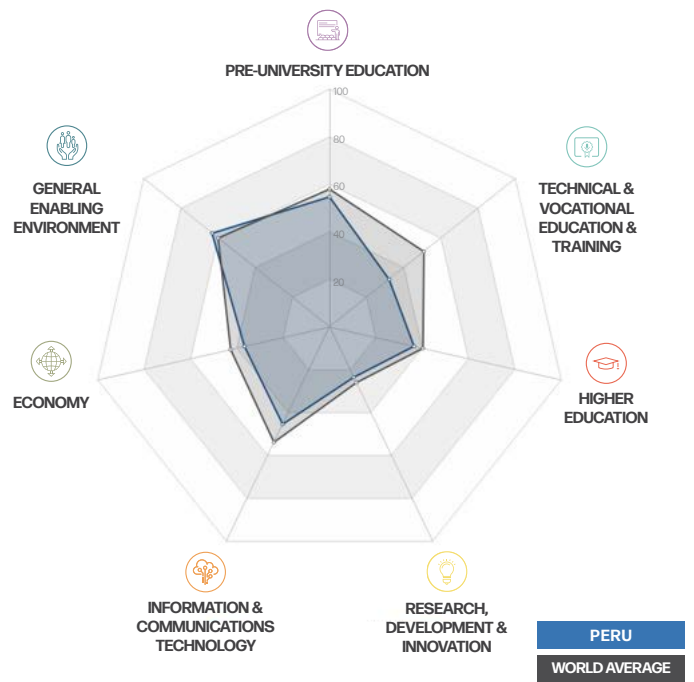 PRE-UNIVERSITY EDUCATION
100
80
60
40
20
GENERAL
ENABLING
ENVIRONMENT
TECHNICAL &
VOCATIONAL
EDUCATION &
TRAINING
ECONOMY
HIGHER
EDUCATION
INFORMATION &
COMMUNICATIONS
TECHNOLOGY
RESEARCH,
DEVELOPMENT &
INNOVATION
PERU
WORLD AVERAGE